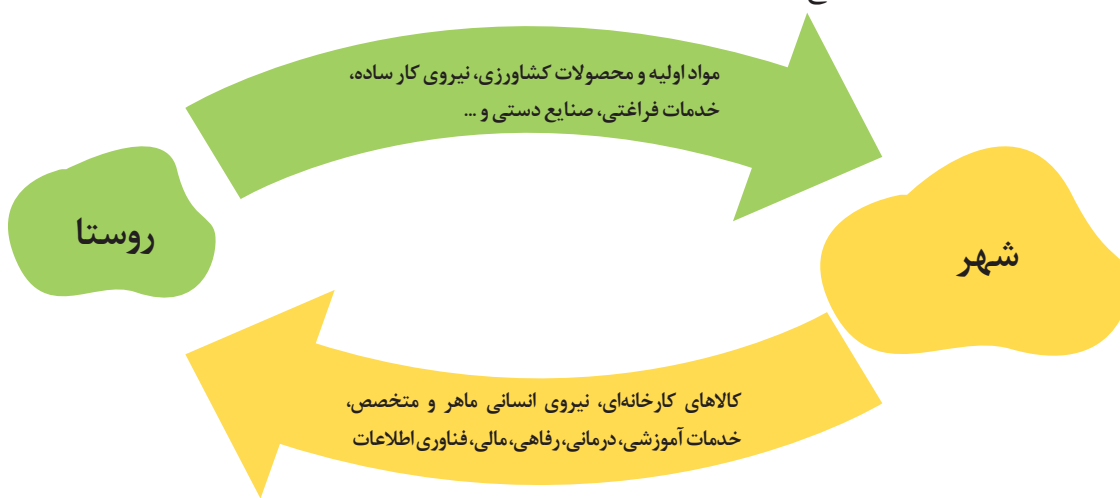 مواد اولیه و محصولات کشاورزی، نیروی کار ساده،
خدمات فراغتی، صنایع دستی و ...
روستا
شهر
کالاهای کارخانه‌ای، نیروی انسانی ماهر و متخصص،
خدمات آموزشی، درمانی، رفاهی، مالی، فناوری اطلاعات